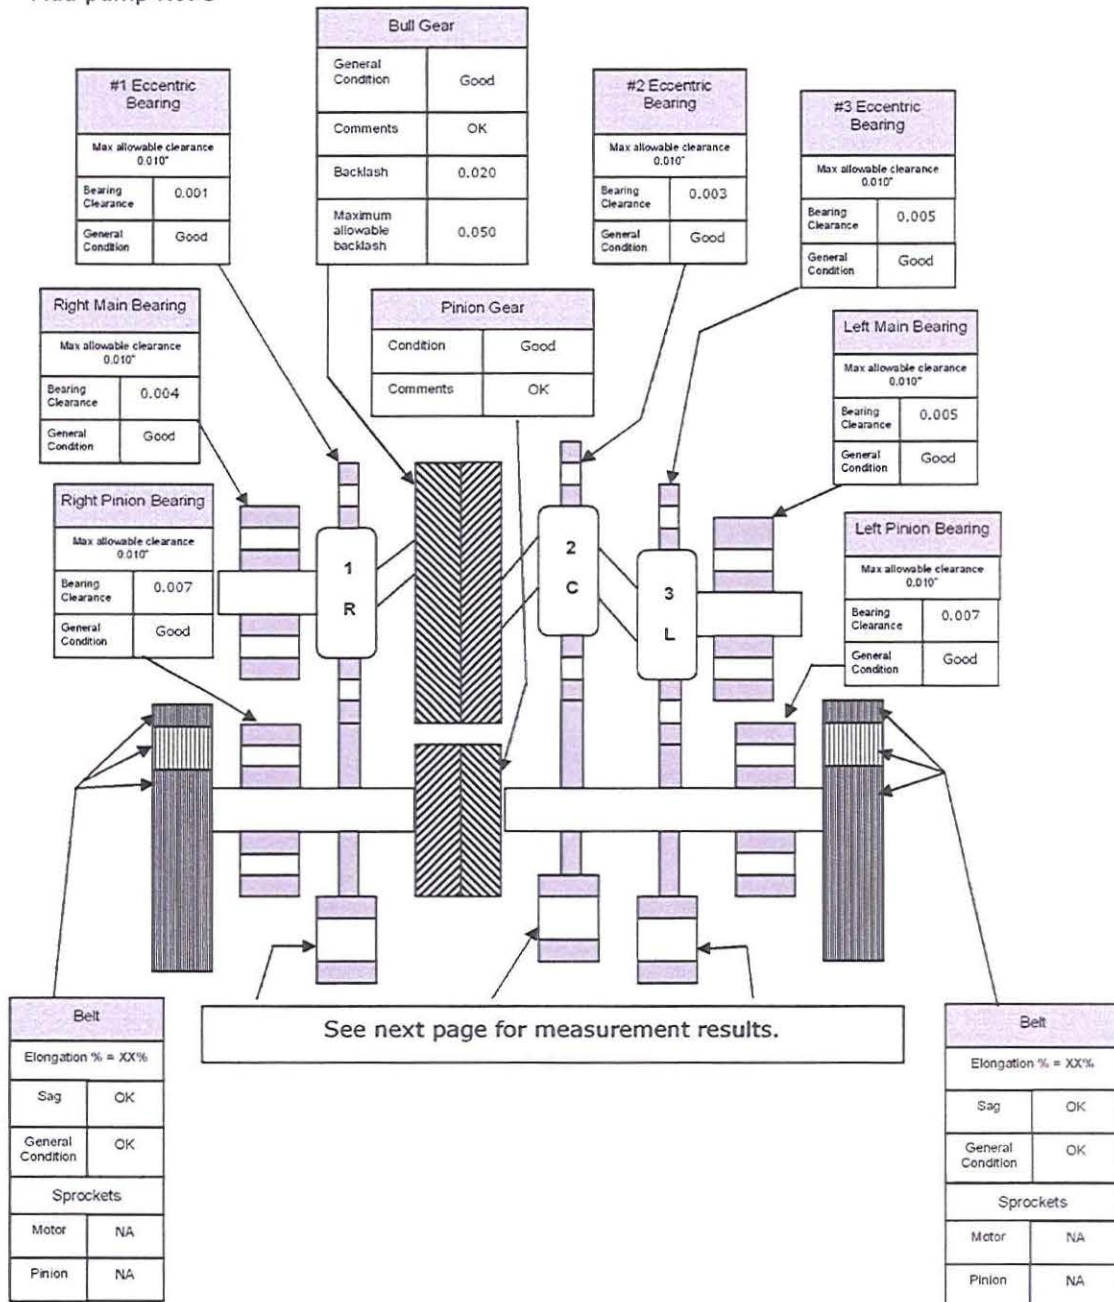 Bull Gear
General Condition
Good
Comments
OK
Backlash
0.020
Maximum allowable backlash
0.050
#1 Eccentric Bearing
Max allowable clearance 0.010"
Bearing Clearance
0.001
General Condition
Good
#2 Eccentric Bearing
Max allowable clearance 0.010"
Bearing Clearance
0.003
General Condition
Good
#3 Eccentric Bearing
Max allowable clearance 0.010"
Bearing Clearance
0.005
General Condition
Good
Right Main Bearing
Max allowable clearance 0.010"
Bearing Clearance
0.004
General Condition
Good
Pinion Gear
Condition
Good
Comments
OK
Left Main Bearing
Max allowable clearance 0.010"
Bearing Clearance
0.005
General Condition
Good
Right Pinion Bearing
Max allowable clearance 0.010"
Bearing Clearance
0.007
General Condition
Good
Left Pinion Bearing
Max allowable clearance 0.010"
Bearing Clearance
0.007
General Condition
Good
1
R
2
C
3
L
See next page for measurement results.
Belt
Elongation % = XX%
Sag
OK
General Condition
OK
Sprockets
Motor
NA
Pinion
NA
Belt
Elongation % = XX%
Sag
OK
General Condition
OK
Sprockets
Motor
NA
Pinion
NA